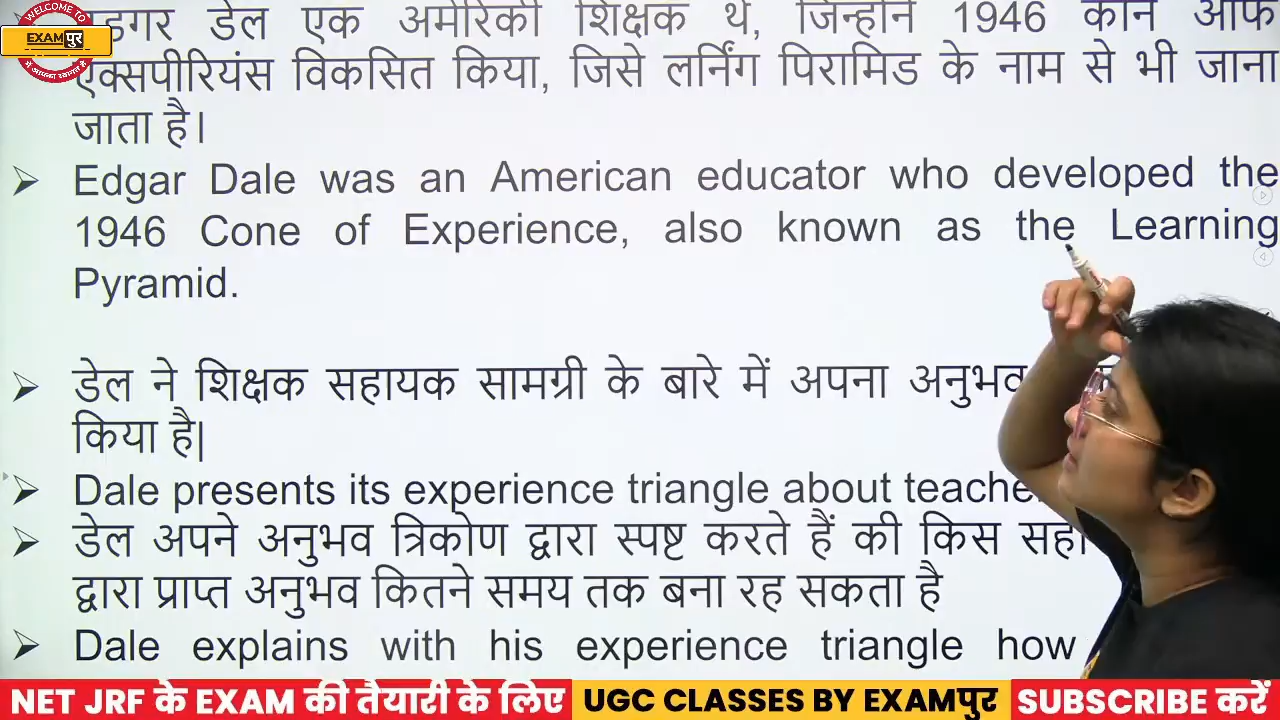 WELCOME TO
EXAMपुर
डेल एक अमेरिकी शिक्षक थे, जिन्होंने 1946 कोन ऑफ
एक्सपीरियंस विकसित किया, जिसे लर्निंग पिरामिड के नाम से भी जाना
जाता है।
➢ Edgar Dale was an American educator who developed the
1946 Cone of Experience, also known as the Learning
Pyramid.
➢ डेल ने शिक्षक सहायक सामग्री के बारे में अपना अनुभव
किया है|
➢ Dale presents its experience triangle about
➢ डेल अपने अनुभव त्रिकोण द्वारा स्पष्ट करते हैं की किस
द्वारा प्राप्त अनुभव कितने समय तक बना रह सकता है
➢ Dale explains with his experience triangle how
NET JRF के EXAM की तैयारी के लिए UGC CLASSES BY EXAMपुर SUBSCRIBE करें